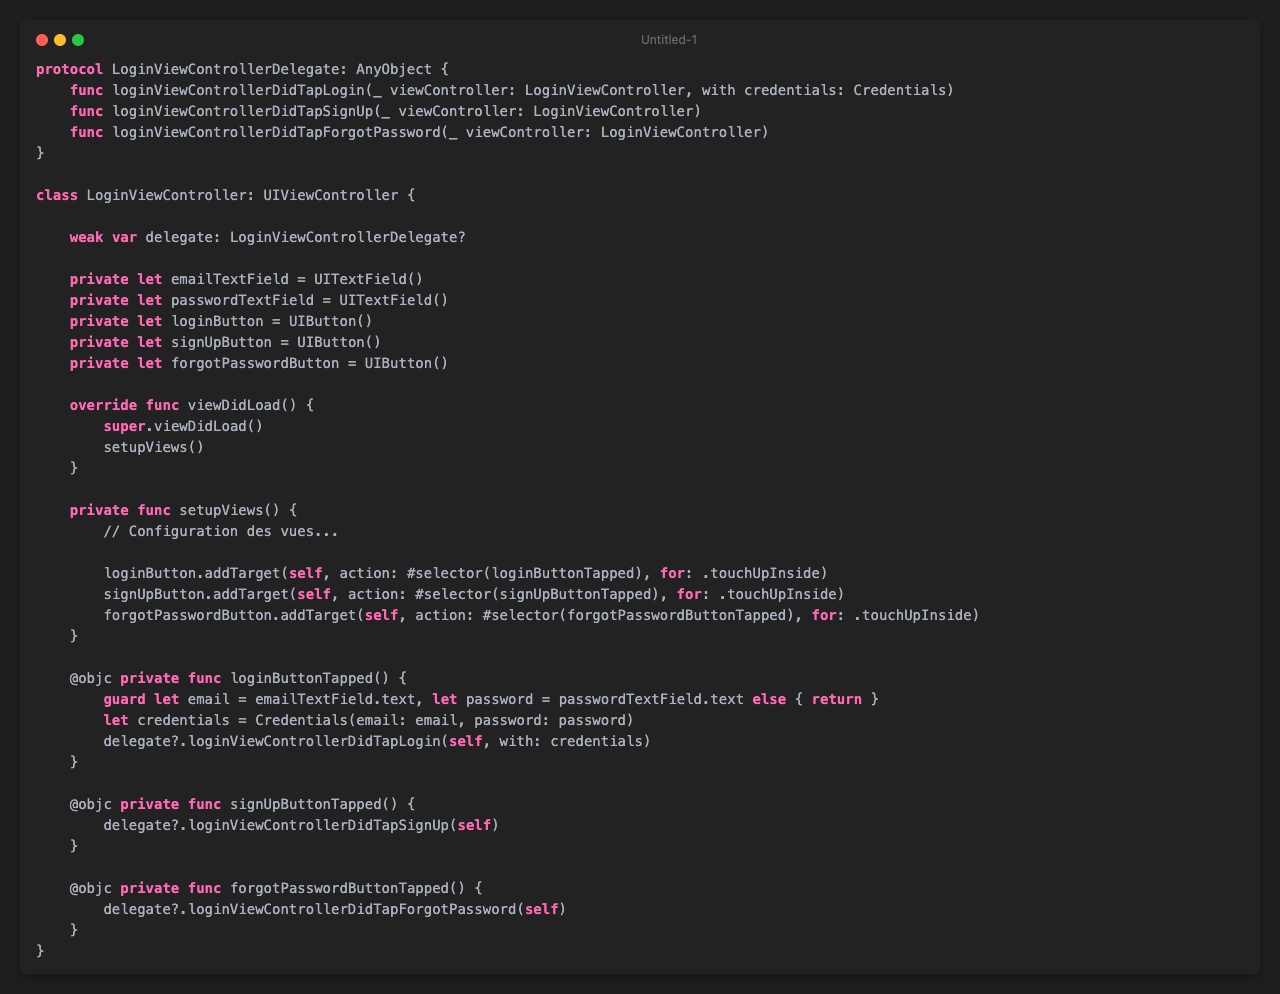 Untitled-1
protocol LoginViewControllerDelegate: AnyObject {
    func loginViewControllerDidTapLogin(_ viewController: LoginViewController, with credentials: Credentials)
    func loginViewControllerDidTapSignUp(_ viewController: LoginViewController)
    func loginViewControllerDidTapForgotPassword(_ viewController: LoginViewController)
}

class LoginViewController: UIViewController {

    weak var delegate: LoginViewControllerDelegate?

    private let emailTextField = UITextField()
    private let passwordTextField = UITextField()
    private let loginButton = UIButton()
    private let signUpButton = UIButton()
    private let forgotPasswordButton = UIButton()

    override func viewDidLoad() {
        super.viewDidLoad()
        setupViews()
    }

    private func setupViews() {
        // Configuration des vues...

        loginButton.addTarget(self, action: #selector(loginButtonTapped), for: .touchUpInside)
        signUpButton.addTarget(self, action: #selector(signUpButtonTapped), for: .touchUpInside)
        forgotPasswordButton.addTarget(self, action: #selector(forgotPasswordButtonTapped), for: .touchUpInside)
    }

    @objc private func loginButtonTapped() {
        guard let email = emailTextField.text, let password = passwordTextField.text else { return }
        let credentials = Credentials(email: email, password: password)
        delegate?.loginViewControllerDidTapLogin(self, with: credentials)
    }

    @objc private func signUpButtonTapped() {
        delegate?.loginViewControllerDidTapSignUp(self)
    }

    @objc private func forgotPasswordButtonTapped() {
        delegate?.loginViewControllerDidTapForgotPassword(self)
    }
}